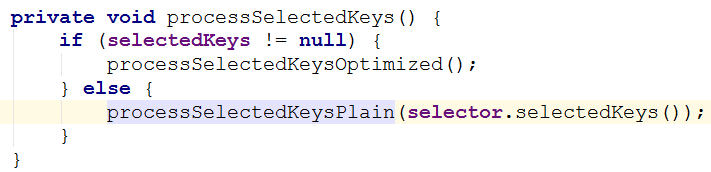 private void processSelectedKeys() {
    if (selectedKeys != null) {
        processSelectedKeysOptimized();
    } else {
        processSelectedKeysPlain(selector.selectedKeys());
    }
}